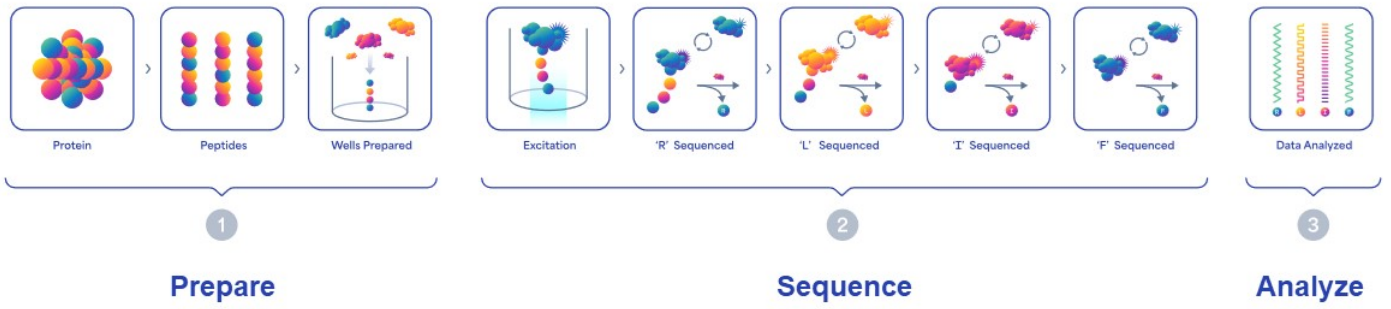 Protein
Peptides
Wells Prepared
Excitation
'R' Sequenced
'L' Sequenced
'I' Sequenced
'F' Sequenced
Data Analyzed
R
L
I
F
R L I F
1
2
3
Prepare
Sequence
Analyze